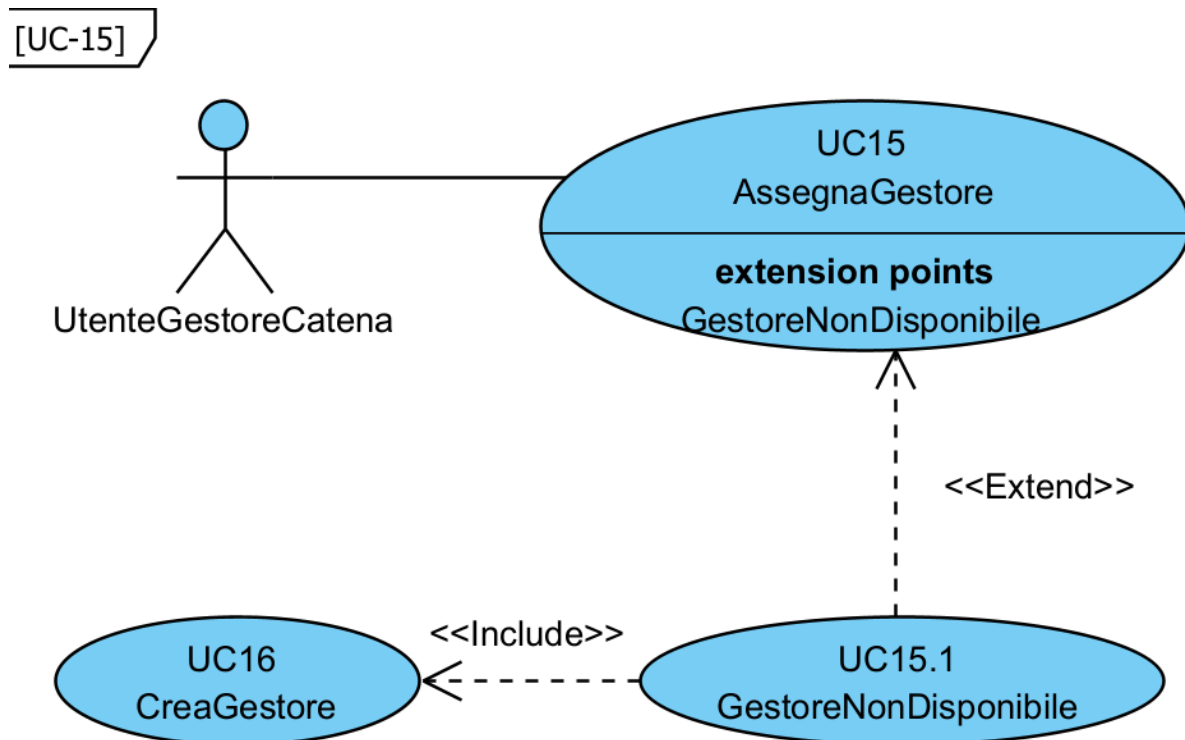 [UC-15]
UC15
AssegnaGestore
extension points
GestoreNonDisponibile
UtenteGestoreCatena
<<Extend>>
<<Include>>
UC16
CreaGestore
UC15.1
GestoreNonDisponibile